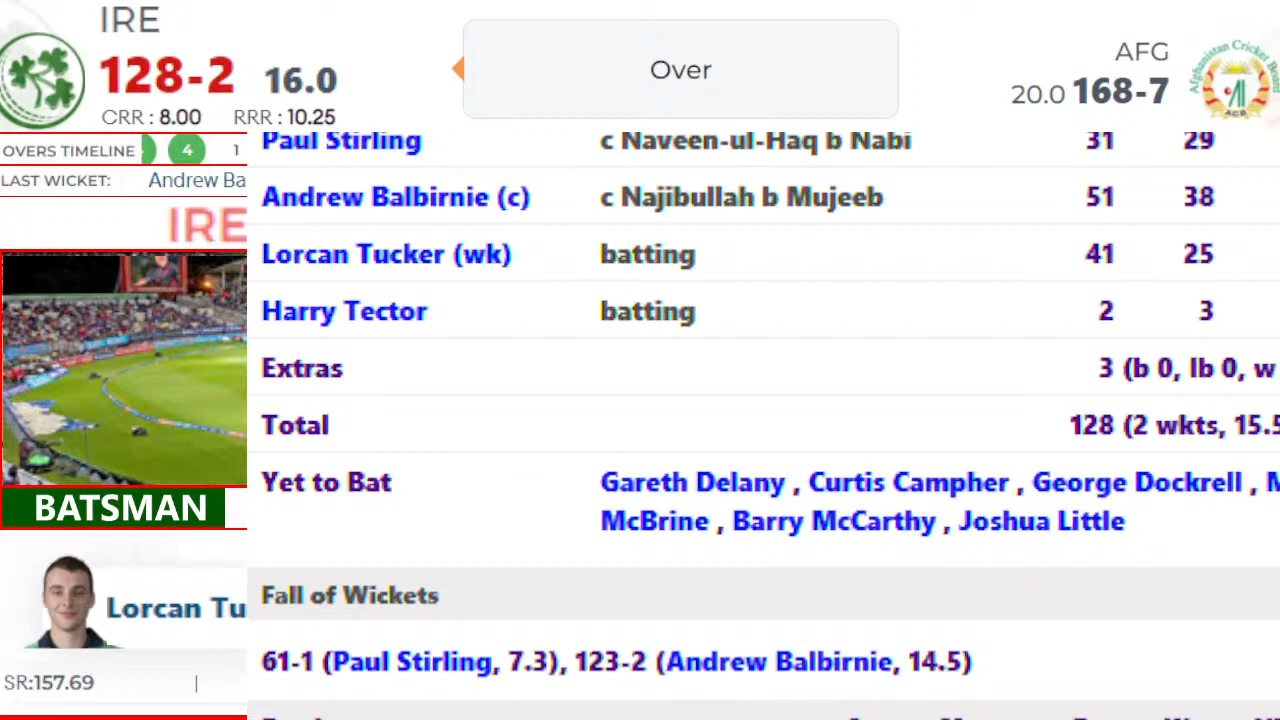 IRE
128-2 16.0
CRR : 8.00 RRR : 10.25
Over
AFG
20.0 168-7
Afghanistan Cricket Board
ACB
OVERS TIMELINE 4 1
LAST WICKET: Andrew Ba
IRE
BATSMAN
Lorcan Tu
SR:157.69 |
Paul Stirling c Naveen-ul-Haq b Nabi 31 29
Andrew Balbirnie (c) c Najibullah b Mujeeb 51 38
Lorcan Tucker (wk) batting 41 25
Harry Tector batting 2 3
Extras 3 (b 0, lb 0, w
Total 128 (2 wkts, 15.5
Yet to Bat Gareth Delany , Curtis Campher , George Dockrell , M
McBrine , Barry McCarthy , Joshua Little
Fall of Wickets
61-1 (Paul Stirling, 7.3), 123-2 (Andrew Balbirnie, 14.5)